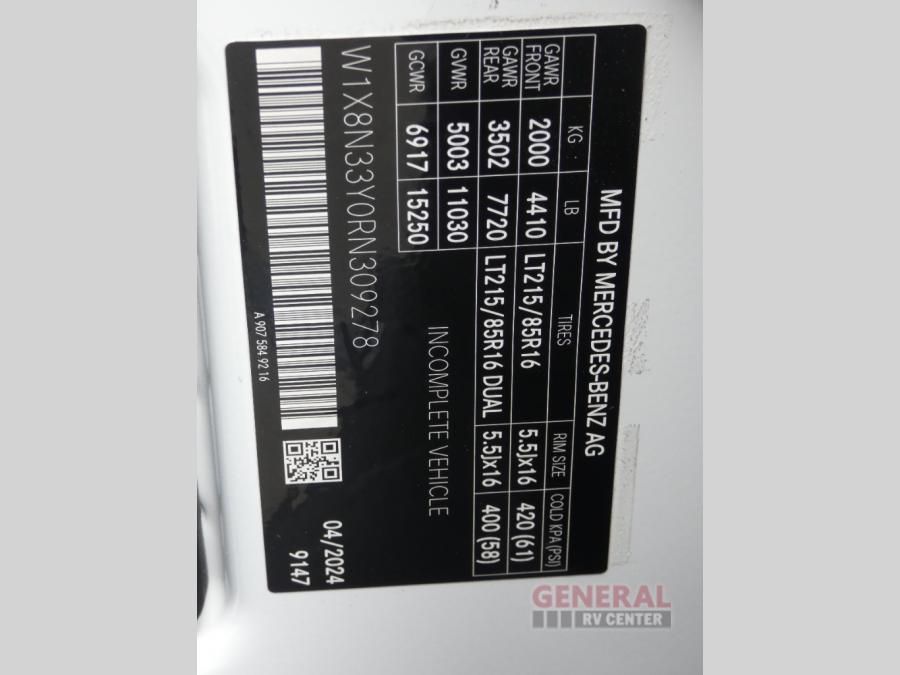 MFD BY MERCEDES-BENZ AG
KG LB TIRES RIM SIZE COLD KPA (PSI)
GAWR FRONT 2000 4410 LT215/85R16 5.5Jx16 420 (61)
GAWR REAR 3502 7720 LT215/85R16 DUAL 5.5Jx16 400 (58)
GVWR 5003 11030
GCWR 6917 15250
INCOMPLETE VEHICLE
W1X8N33Y0RN309278
04/2024
9147
A 907 584 92 16
GENERAL
RV CENTER